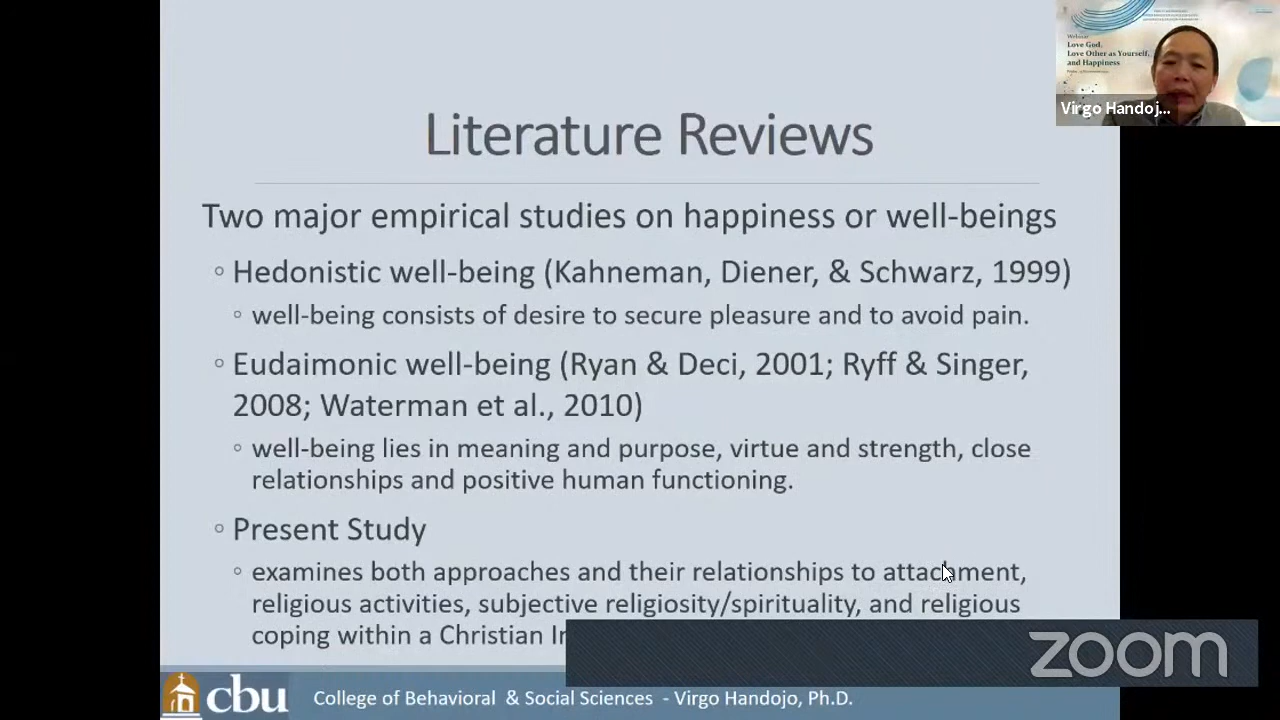 Literature Reviews
Two major empirical studies on happiness or well-beings
◦ Hedonistic well-being (Kahneman, Diener, & Schwarz, 1999)
◦ well-being consists of desire to secure pleasure and to avoid pain.
◦ Eudaimonic well-being (Ryan & Deci, 2001; Ryff & Singer,
2008; Waterman et al., 2010)
◦ well-being lies in meaning and purpose, virtue and strength, close
relationships and positive human functioning.
◦ Present Study
◦ examines both approaches and their relationships to attachment,
religious activities, subjective religiosity/spirituality, and religious
coping within a Christian
cbu
College of Behavioral & Social Sciences - Virgo Handojo, Ph.D.
Webinar
Love God,
Love Other as Yourself,
and Happiness
Virgo Handoj...
zoom